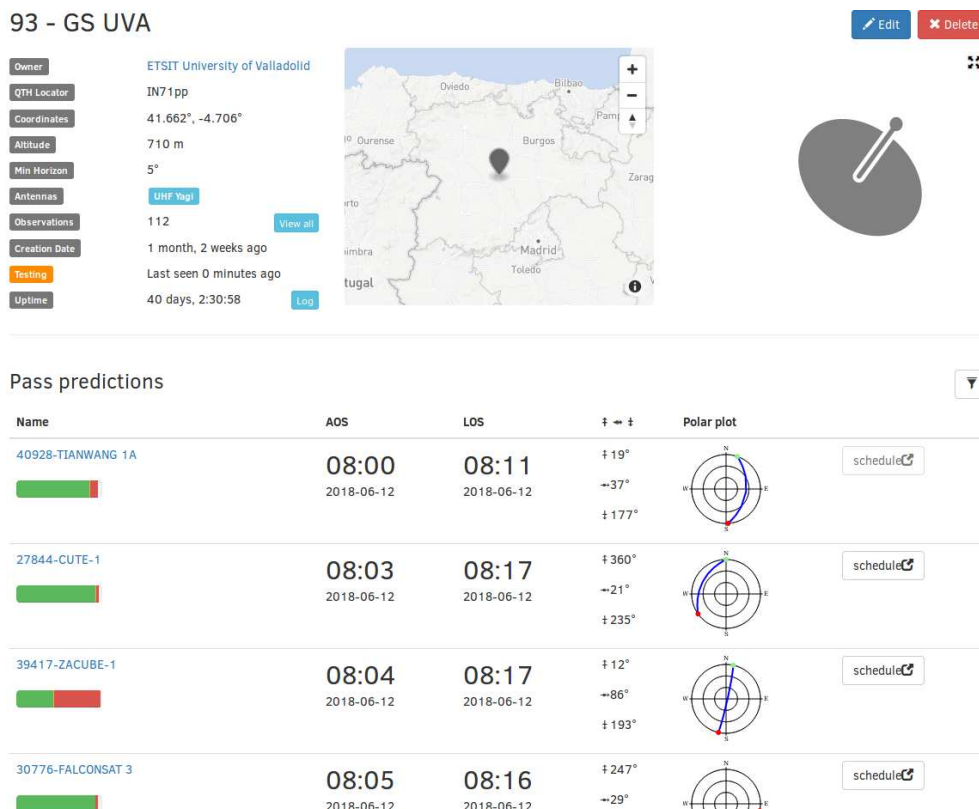 93 - GS UVA
Edit
Delete
Owner ETSIT University of Valladolid
QTH Locator IN71pp
Coordinates 41.662°, -4.706°
Altitude 710 m
Min Horizon 5°
Antennas UHF Yagi
Observations 112 View all
Creation Date 1 month, 2 weeks ago
Testing Last seen 0 minutes ago
Uptime 40 days, 2:30:58 Log
Oviedo
Bilbao
Ourense
Burgos
Pamp
Zarag
rto
imbra
Madrid
Toledo
tugal
Pass predictions
Name AOS LOS Polar plot
40928-TIANWANG 1A
08:00 08:11
2018-06-12 2018-06-12
19°
37°
177°
N
W E
S
schedule
27844-CUTE-1
08:03 08:17
2018-06-12 2018-06-12
360°
21°
235°
N
W E
S
schedule
39417-ZACUBE-1
08:04 08:17
2018-06-12 2018-06-12
12°
86°
193°
N
W E
S
schedule
30776-FALCONSAT 3
08:05 08:16
2018-06-12 2018-06-12
247°
29°
N
W E
schedule